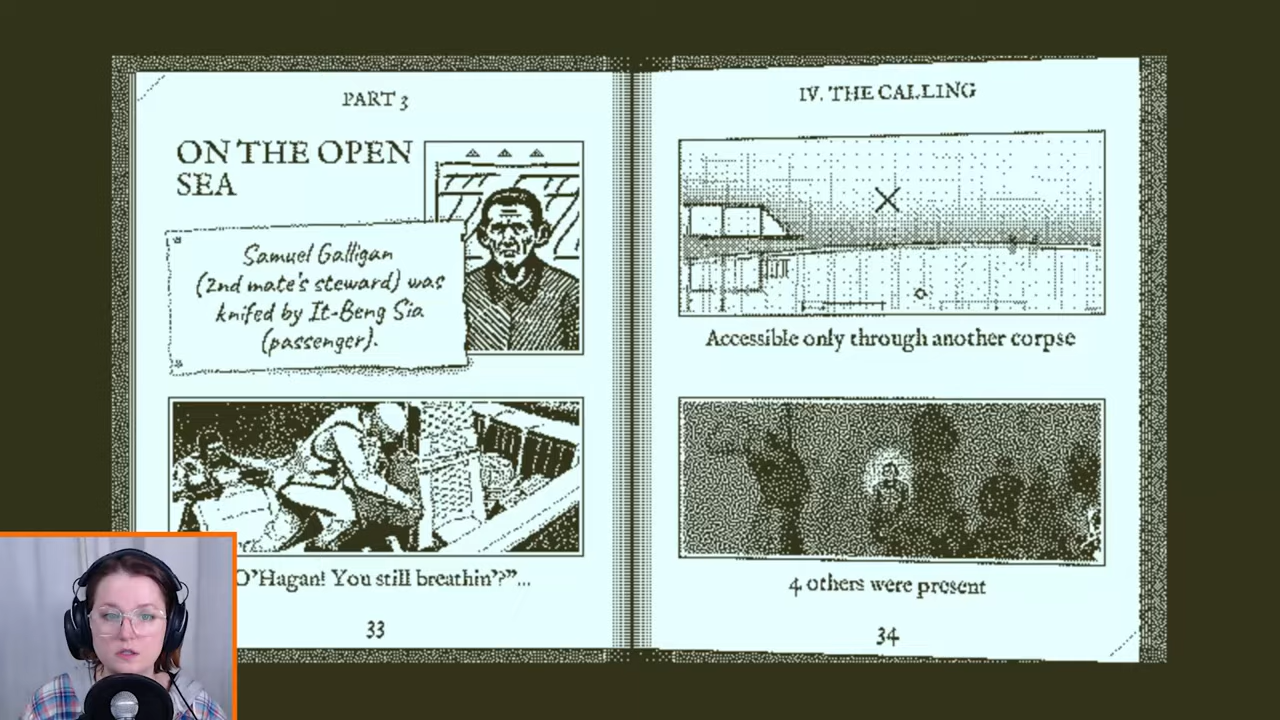 PART 3
ON THE OPEN
SEA
Samuel Galligan
(2nd mate's steward) was
knifed by It-Beng Sia
(passenger).
O'Hagan! You still breathin'?"...
33
IV. THE CALLING
Accessible only through another corpse
4 others were present
34